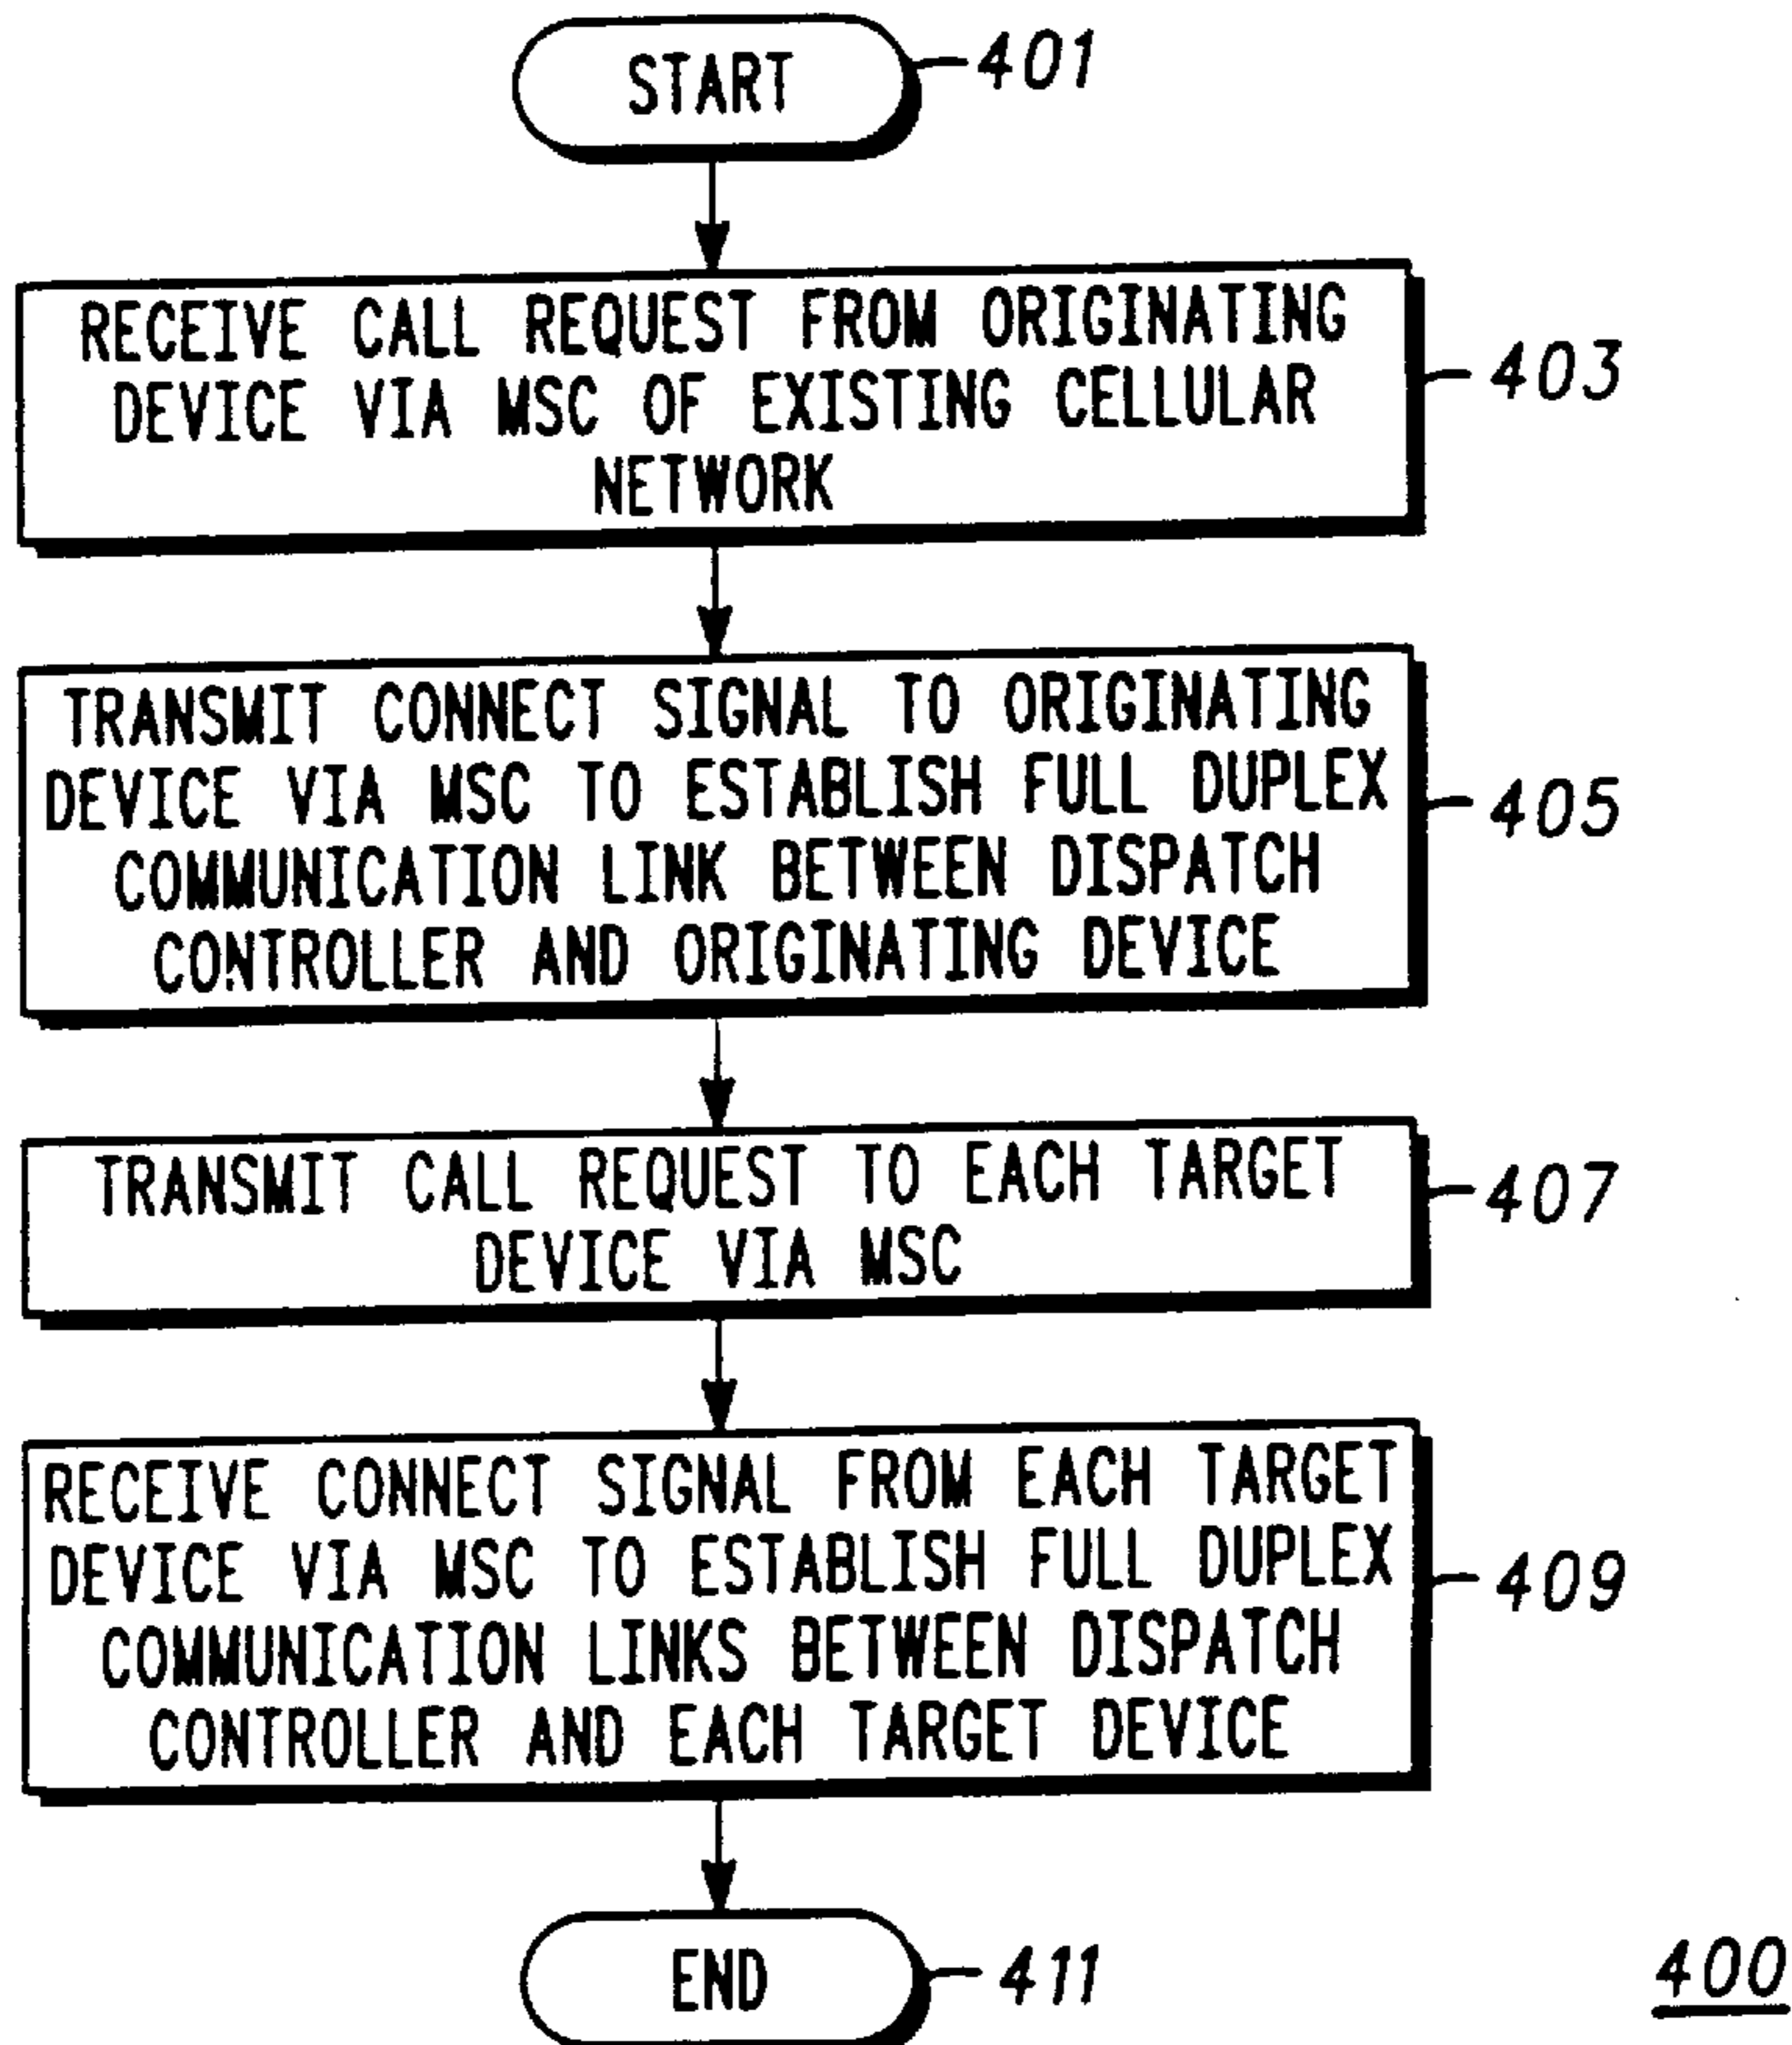 START
401
RECEIVE CALL REQUEST FROM ORIGINATING
DEVICE VIA MSC OF EXISTING CELLULAR
NETWORK
403
TRANSMIT CONNECT SIGNAL TO ORIGINATING
DEVICE VIA MSC TO ESTABLISH FULL DUPLEX
COMMUNICATION LINK BETWEEN DISPATCH
CONTROLLER AND ORIGINATING DEVICE
405
TRANSMIT CALL REQUEST TO EACH TARGET
DEVICE VIA MSC
407
RECEIVE CONNECT SIGNAL FROM EACH TARGET
DEVICE VIA MSC TO ESTABLISH FULL DUPLEX
COMMUNICATION LINKS BETWEEN DISPATCH
CONTROLLER AND EACH TARGET DEVICE
409
END
411
400